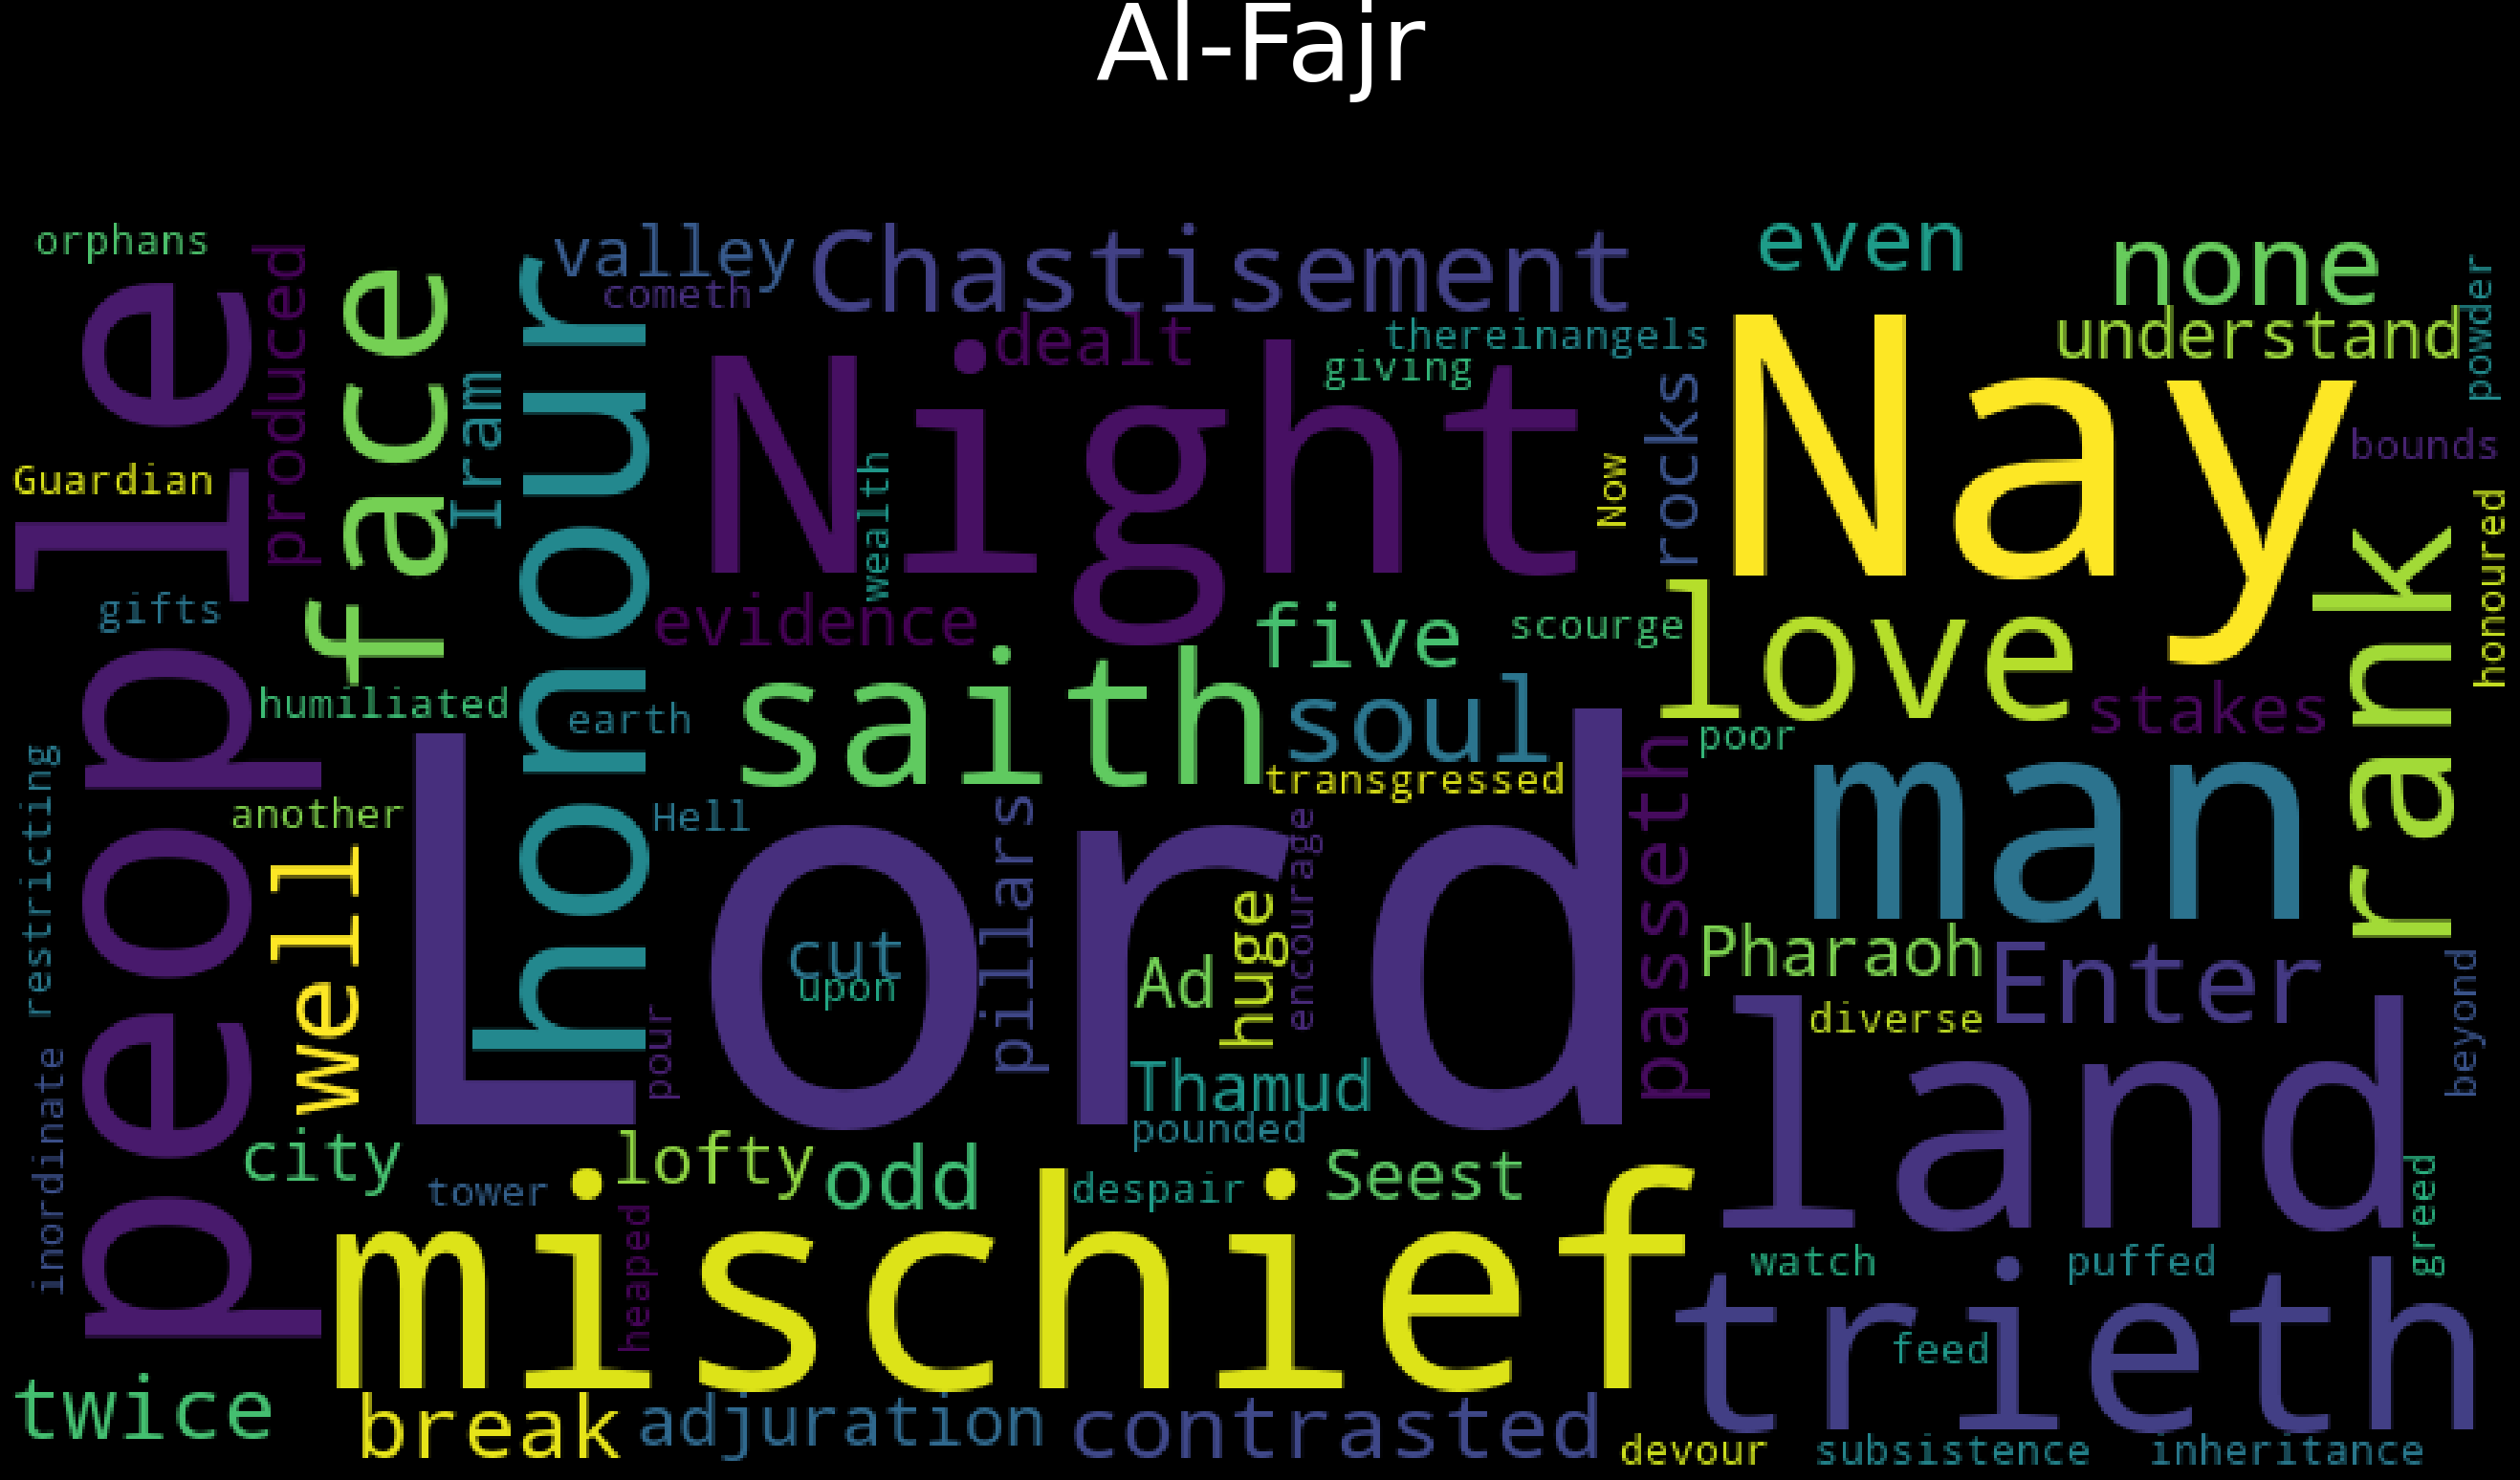 Al-Fajr
orphans
people
produced
face
Iram
honour
valley
cometh
Chastisement
even
none
understand
powder
dealt
thereinangels
giving
Night
Nay
bounds
Guardian
wealth
Now
rocks
honoured
rank
gifts
evidence
five
scourge
love
humiliated
earth
saith
soul
transgressed
poor
stakes
restricting
another
well
Hell
Lord
pillars
encourage
huge
passeth
man
cut
upon
Ad
Pharaoh
Enter
beyond
diverse
land
pour
Thamud
pounded
inordinate
city
lofty
odd
tower
despair
Seest
greed
heaped
mischief
watch
puffed
trieth
feed
twice
break
adjuration
contrasted
devour
subsistence
inheritance